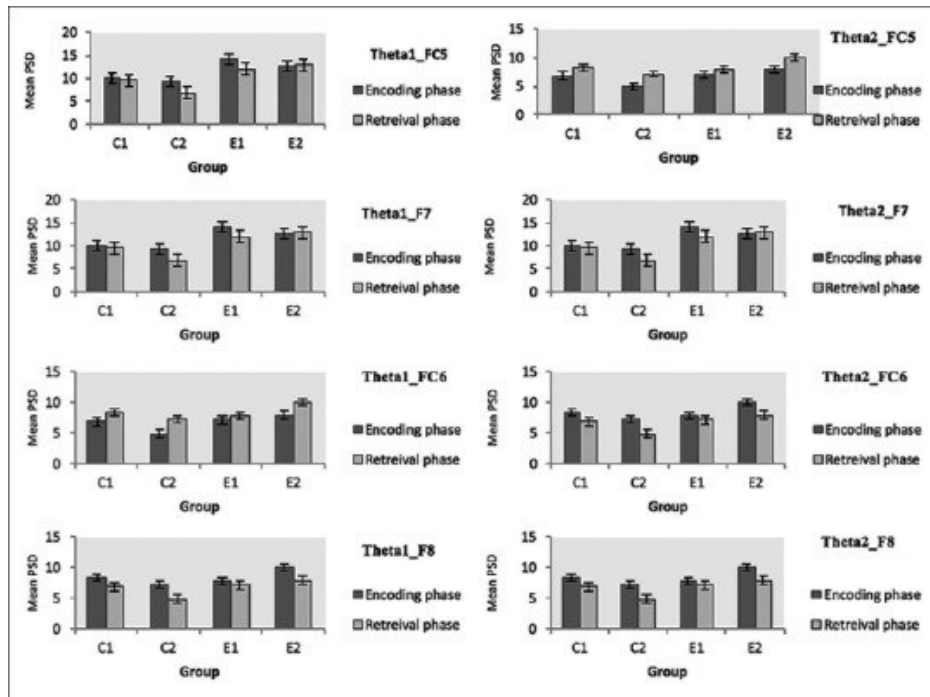 Theta1_FC5
Mean PSD
20
15
10
5
0
C1 C2 E1 E2
Group
Encoding phase
Retreival phase
Theta2_FC5
Mean PSD
15
10
5
0
C1 C2 E1 E2
Group
Encoding phase
Retreival phase
Theta1_F7
Mean PSD
20
15
10
5
0
C1 C2 E1 E2
Group
Encoding phase
Retreival phase
Theta2_F7
Mean PSD
20
15
10
5
0
C1 C2 E1 E2
Group
Encoding phase
Retreival phase
Theta1_FC6
Mean PSD
15
10
5
0
C1 C2 E1 E2
Group
Encoding phase
Retreival phase
Theta2_FC6
Mean PSD
15
10
5
0
C1 C2 E1 E2
Group
Encoding phase
Retreival phase
Theta1_F8
Mean PSD
15
10
5
0
C1 C2 E1 E2
Group
Encoding phase
Retreival phase
Theta2_F8
Mean PSD
15
10
5
0
C1 C2 E1 E2
Group
Encoding phase
Retreival phase